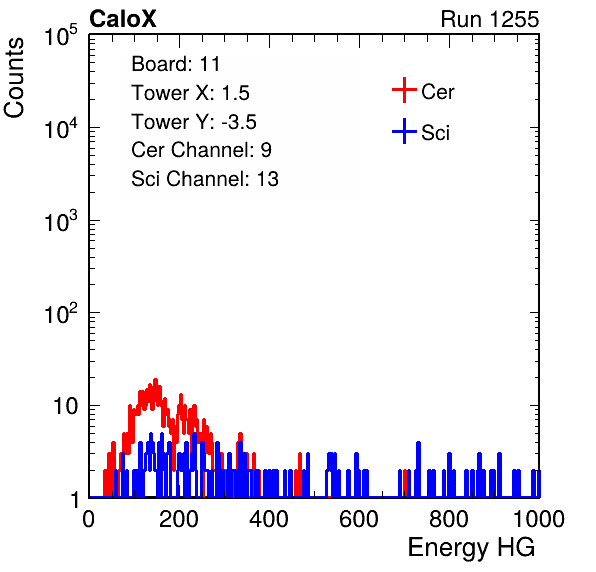 CaloX Run 1255
Counts
Board: 11
Tower X: 1.5
Tower Y: -3.5
Cer Channel: 9
Sci Channel: 13
Cer
Sci
10^5
10^4
10^3
10^2
10
1
0 200 400 600 800 1000
Energy HG